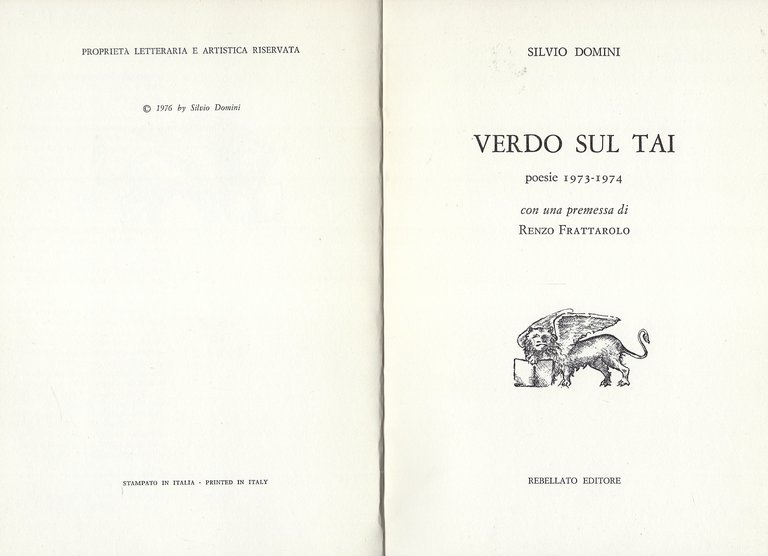 PROPRIETÀ LETTERARIA E ARTISTICA RISERVATA
© 1976 by Silvio Domini
STAMPATO IN ITALIA - PRINTED IN ITALY
SILVIO DOMINI
VERDO SUL TAI
poesie 1973-1974
con una premessa di
RENZO FRATTAROLO
REBELLATO EDITORE